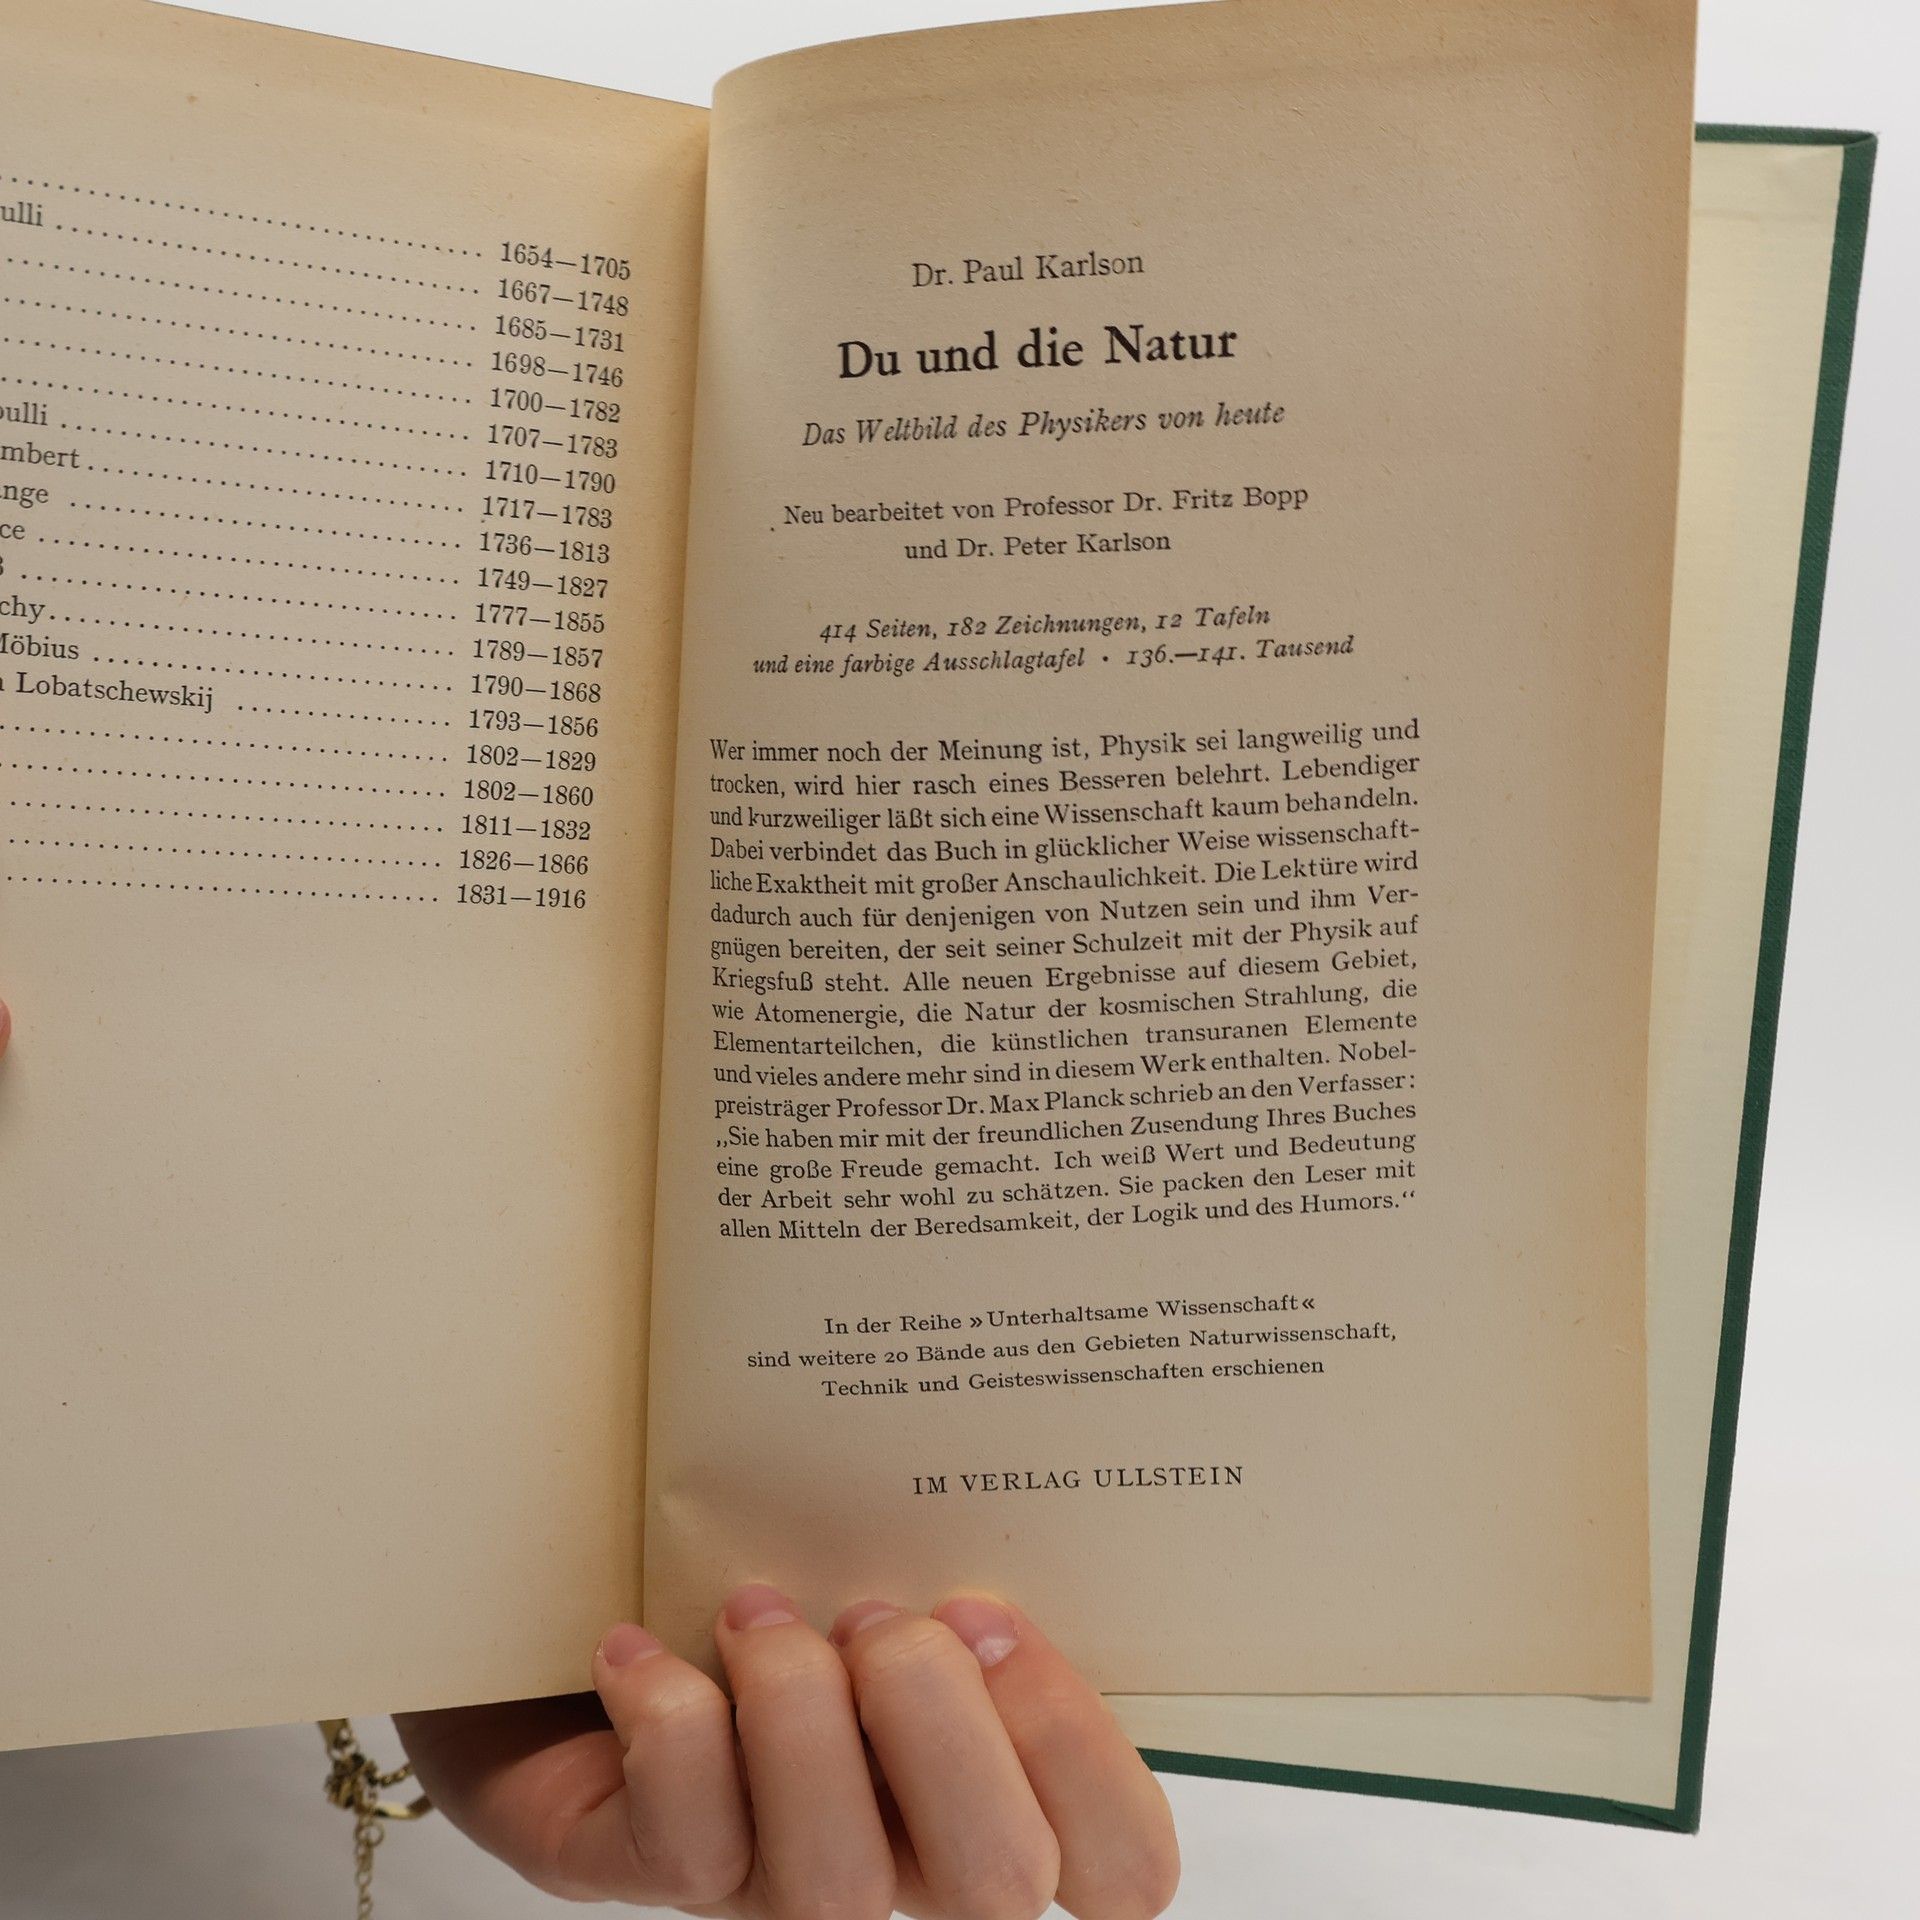 1654—1705
ulli 1667—1748
1685—1731
1698—1746
1700—1782
1707—1783
oulli 1710—1790
mbert 1717—1783
nge 1736—1813
ce 1749—1827
1777—1855
chy 1789—1857
Möbius 1790—1868
Lobatschewskij 1793—1856
1802—1829
1802—1860
1811—1832
1826—1866
1831—1916
Dr. Paul Karlson
Du und die Natur
Das Weltbild des Physikers von heute
Neu bearbeitet von Professor Dr. Fritz Bopp
und Dr. Peter Karlson
414 Seiten, 182 Zeichnungen, 12 Tafeln
und eine farbige Ausschlagtafel • 136.—141. Tausend
Wer immer noch der Meinung ist, Physik sei langweilig und
trocken, wird hier rasch eines Besseren belehrt. Lebendiger
und kurzweiliger läßt sich eine Wissenschaft kaum behandeln.
Dabei verbindet das Buch in glücklicher Weise wissenschaft-
liche Exaktheit mit großer Anschaulichkeit. Die Lektüre wird
dadurch auch für denjenigen von Nutzen sein und ihm Ver-
gnügen bereiten, der seit seiner Schulzeit mit der Physik auf
Kriegsfuß steht. Alle neuen Ergebnisse auf diesem Gebiet,
wie Atomenergie, die Natur der kosmischen Strahlung, die
Elementarteilchen, die künstlichen transuranen Elemente
und vieles andere mehr sind in diesem Werk enthalten. Nobel-
preisträger Professor Dr. Max Planck schrieb an den Verfasser:
„Sie haben mir mit der freundlichen Zusendung Ihres Buches
eine große Freude gemacht. Ich weiß Wert und Bedeutung
der Arbeit sehr wohl zu schätzen. Sie packen den Leser mit
allen Mitteln der Beredsamkeit, der Logik und des Humors.“
In der Reihe »Unterhaltsame Wissenschaft«
sind weitere 20 Bände aus den Gebieten Naturwissenschaft,
Technik und Geisteswissenschaften erschienen
IM VERLAG ULLSTEIN